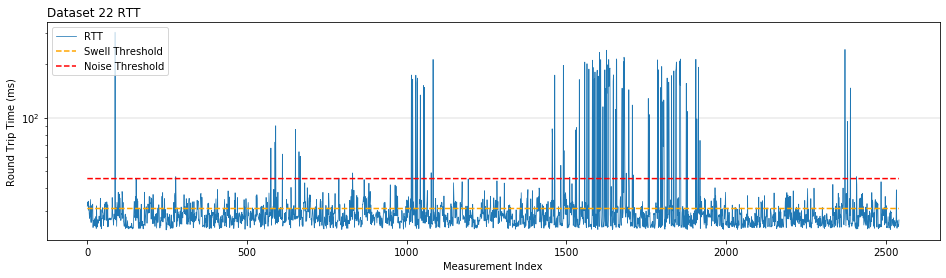 Dataset 22 RTT
RTT
Swell Threshold
Noise Threshold
Round Trip Time (ms)
10²
0
500
1000
1500
2000
2500
Measurement Index